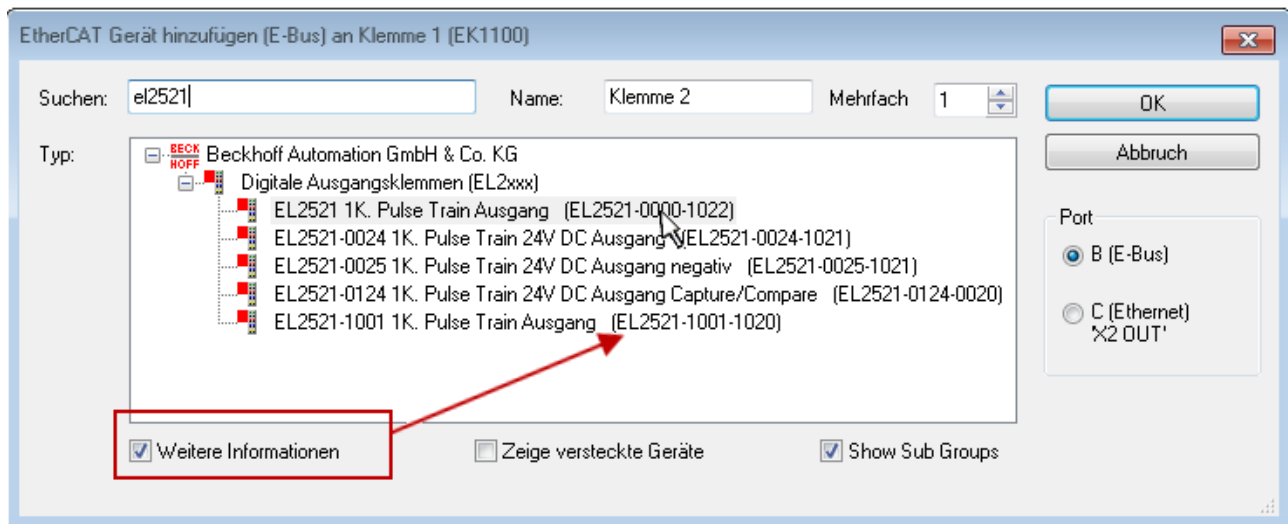 EtherCAT Gerät hinzufügen (E-Bus) an Klemme 1 (EK1100)
Suchen: el2521 Name: Klemme 2 Mehrfach 1 OK
Abbruch
Typ:
BECKHOFF Beckhoff Automation GmbH & Co. KG
Digitale Ausgangsklemmen (EL2xxx)
EL2521 1K. Pulse Train Ausgang (EL2521-0000-1022)
EL2521-0024 1K. Pulse Train 24V DC Ausgang (EL2521-0024-1021)
EL2521-0025 1K. Pulse Train 24V DC Ausgang negativ (EL2521-0025-1021)
EL2521-0124 1K. Pulse Train 24V DC Ausgang Capture/Compare (EL2521-0124-0020)
EL2521-1001 1K. Pulse Train Ausgang (EL2521-1001-1020)
Port
B (E-Bus)
C (Ethernet)
'X2 OUT'
Weitere Informationen Zeige versteckte Geräte Show Sub Groups